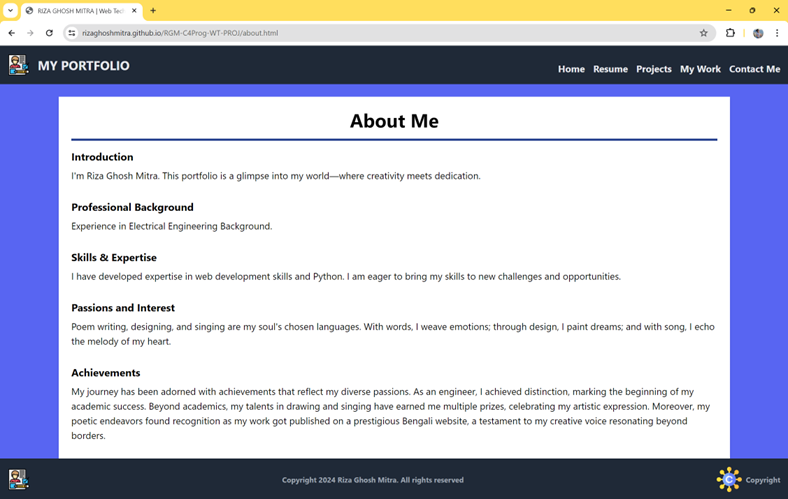 RIZA GHOSH MITRA | Web Tech
rizaghoshmitra.github.io/RGM-C4Prog-WT-PROJ/about.html
MY PORTFOLIO
Home Resume Projects My Work Contact Me
About Me
Introduction
I'm Riza Ghosh Mitra. This portfolio is a glimpse into my world—where creativity meets dedication.
Professional Background
Experience in Electrical Engineering Background.
Skills & Expertise
I have developed expertise in web development skills and Python. I am eager to bring my skills to new challenges and opportunities.
Passions and Interest
Poem writing, designing, and singing are my soul's chosen languages. With words, I weave emotions; through design, I paint dreams; and with song, I echo
the melody of my heart.
Achievements
My journey has been adorned with achievements that reflect my diverse passions. As an engineer, I achieved distinction, marking the beginning of my
academic success. Beyond academics, my talents in drawing and singing have earned me multiple prizes, celebrating my artistic expression. Moreover, my
poetic endeavors found recognition as my work got published on a prestigious Bengali website, a testament to my creative voice resonating beyond
borders.
Copyright 2024 Riza Ghosh Mitra. All rights reserved
C Copyright